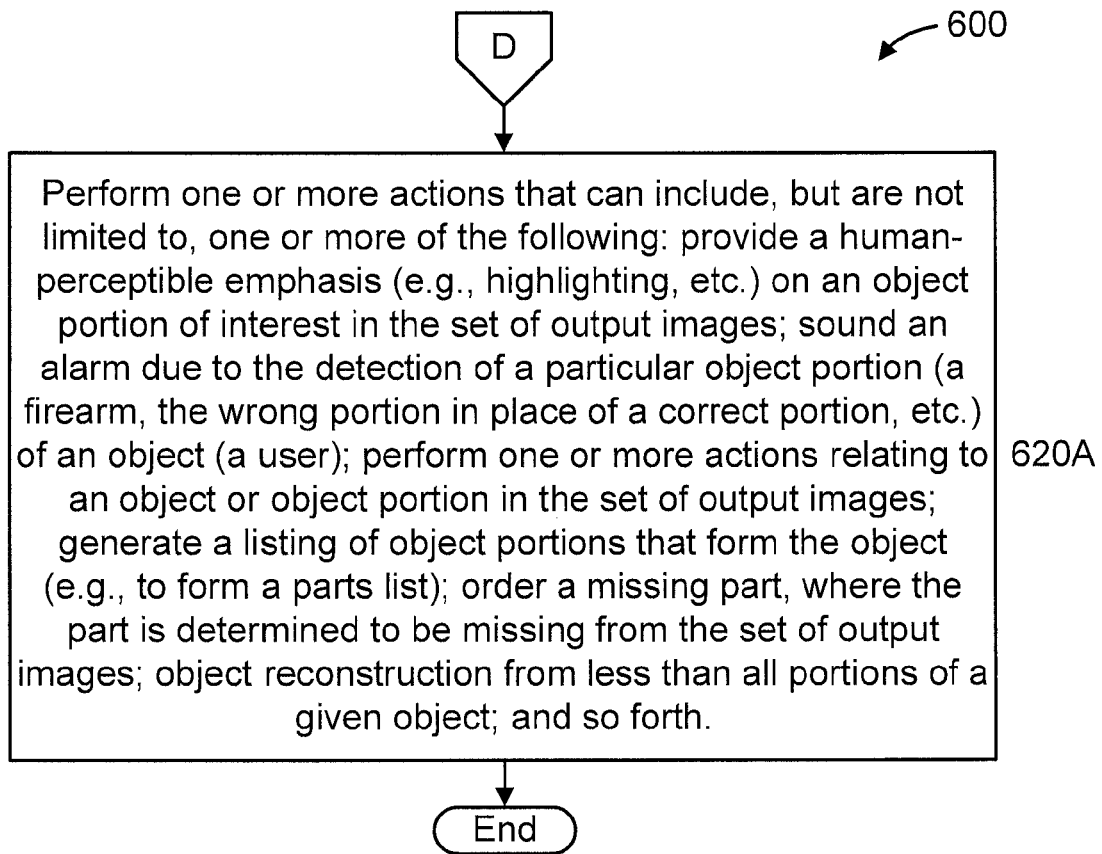 D
600
Perform one or more actions that can include, but are not
limited to, one or more of the following: provide a human-
perceptible emphasis (e.g., highlighting, etc.) on an object
portion of interest in the set of output images; sound an
alarm due to the detection of a particular object portion (a
firearm, the wrong portion in place of a correct portion, etc.)
of an object (a user); perform one or more actions relating to
an object or object portion in the set of output images;
generate a listing of object portions that form the object
(e.g., to form a parts list); order a missing part, where the
part is determined to be missing from the set of output
images; object reconstruction from less than all portions of a
given object; and so forth.
620A
End